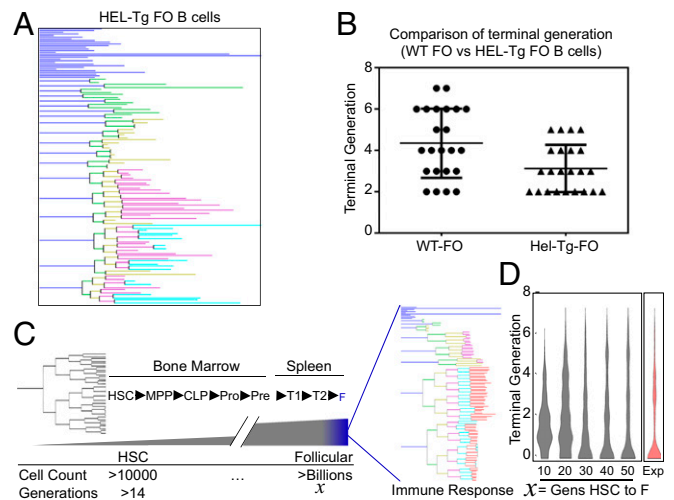 A
HEL-Tg FO B cells
B
Comparison of terminal generation
(WT FO vs HEL-Tg FO B cells)
Terminal Generation
8
6
4
2
0
WT-FO
Hel-Tg-FO
C
Bone Marrow
Spleen
HSC▶MPP▶CLP▶Pro▶Pre
▶T1▶T2▶F
HSC
Follicular
Cell Count
>10000
...
>Billions
Generations
>14
x
Immune Response
D
Terminal Generation
8
6
4
2
0
10 20 30 40 50
Exp
x = Gens HSC to F